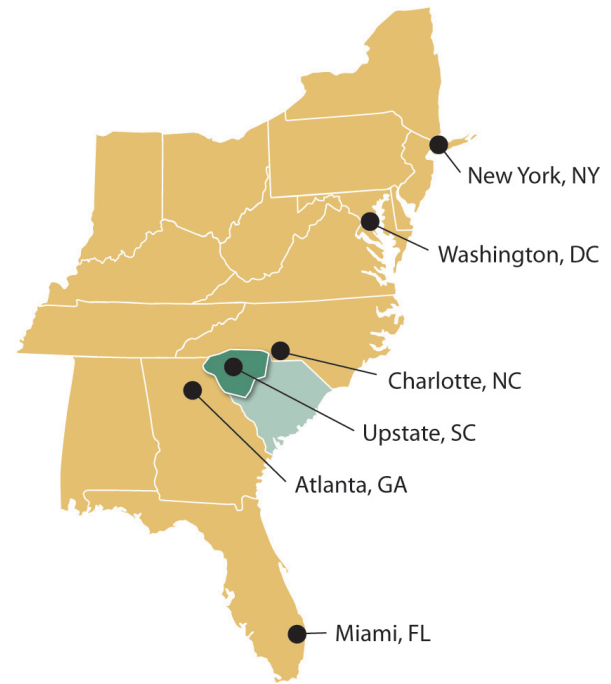 New York, NY
Washington, DC
Charlotte, NC
Upstate, SC
Atlanta, GA
Miami, FL